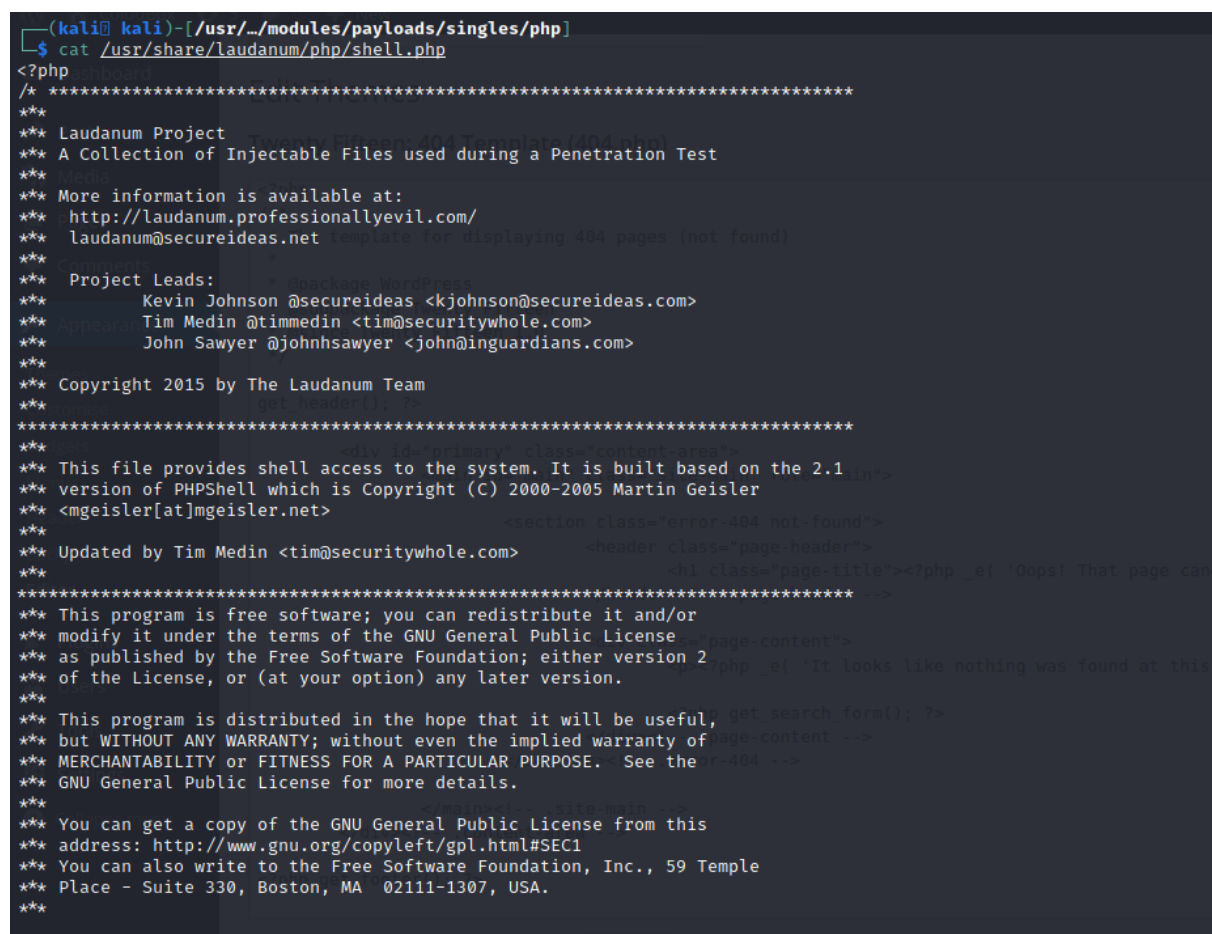 (kali kali)-[/usr/…/modules/payloads/singles/php]
$ cat /usr/share/laudanum/php/shell.php
<?php
/* *****************************************************************************
***
*** Laudanum Project
*** A Collection of Injectable Files used during a Penetration Test
***
*** More information is available at:
***  http://laudanum.professionallyevil.com/
***  laudanum@secureideas.net
***
***  Project Leads:
***         Kevin Johnson @secureideas <kjohnson@secureideas.com>
***         Tim Medin @timmedin <tim@securitywhole.com>
***         John Sawyer @johnhsawyer <john@inguardians.com>
***
*** Copyright 2015 by The Laudanum Team
***
********************************************************************************
***
*** This file provides shell access to the system. It is built based on the 2.1
*** version of PHPShell which is Copyright (C) 2000-2005 Martin Geisler
*** <mgeisler[at]mgeisler.net>
***
*** Updated by Tim Medin <tim@securitywhole.com>
***
********************************************************************************
*** This program is free software; you can redistribute it and/or
*** modify it under the terms of the GNU General Public License
*** as published by the Free Software Foundation; either version 2
*** of the License, or (at your option) any later version.
***
*** This program is distributed in the hope that it will be useful,
*** but WITHOUT ANY WARRANTY; without even the implied warranty of
*** MERCHANTABILITY or FITNESS FOR A PARTICULAR PURPOSE.  See the
*** GNU General Public License for more details.
***
*** You can get a copy of the GNU General Public License from this
*** address: http://www.gnu.org/copyleft/gpl.html#SEC1
*** You can also write to the Free Software Foundation, Inc., 59 Temple
*** Place - Suite 330, Boston, MA  02111-1307, USA.
***